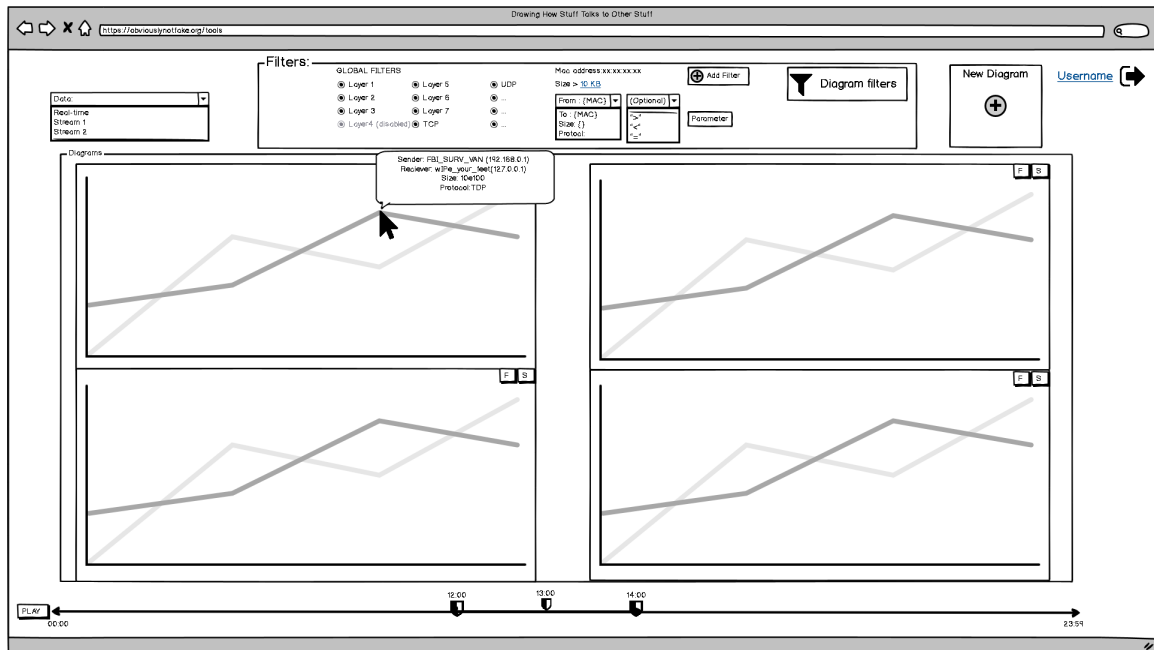 Drawing How Stuff Talks to Other Stuff
https://obviouslynotfake.org/tools
Filters:
GLOBAL FILTERS
Layer 1
Layer 2
Layer 3
Layer4 (disabled)
Layer 5
Layer 6
Layer 7
TCP
UDP
..
..
..
Mac address:xx:xx:xx:xx
Size > 10 KB
From : {MAC}
To : {MAC}
Size: {}
Protocl:
(Optional)
">"
"<"
"="
Add Filter
Parameter
Diagram filters
New Diagram
Username
Data:
Real-time
Stream 1
Stream 2
Diagrams
Sender: FBI_SURV_VAN (192.168.0.1)
Reciever: wIPe_your_feet(127.0.0.1)
Size: 10e100
Protocol:TDP
F S
F S
F S
12:00
13:00
14:00
PLAY
00:00
23:59